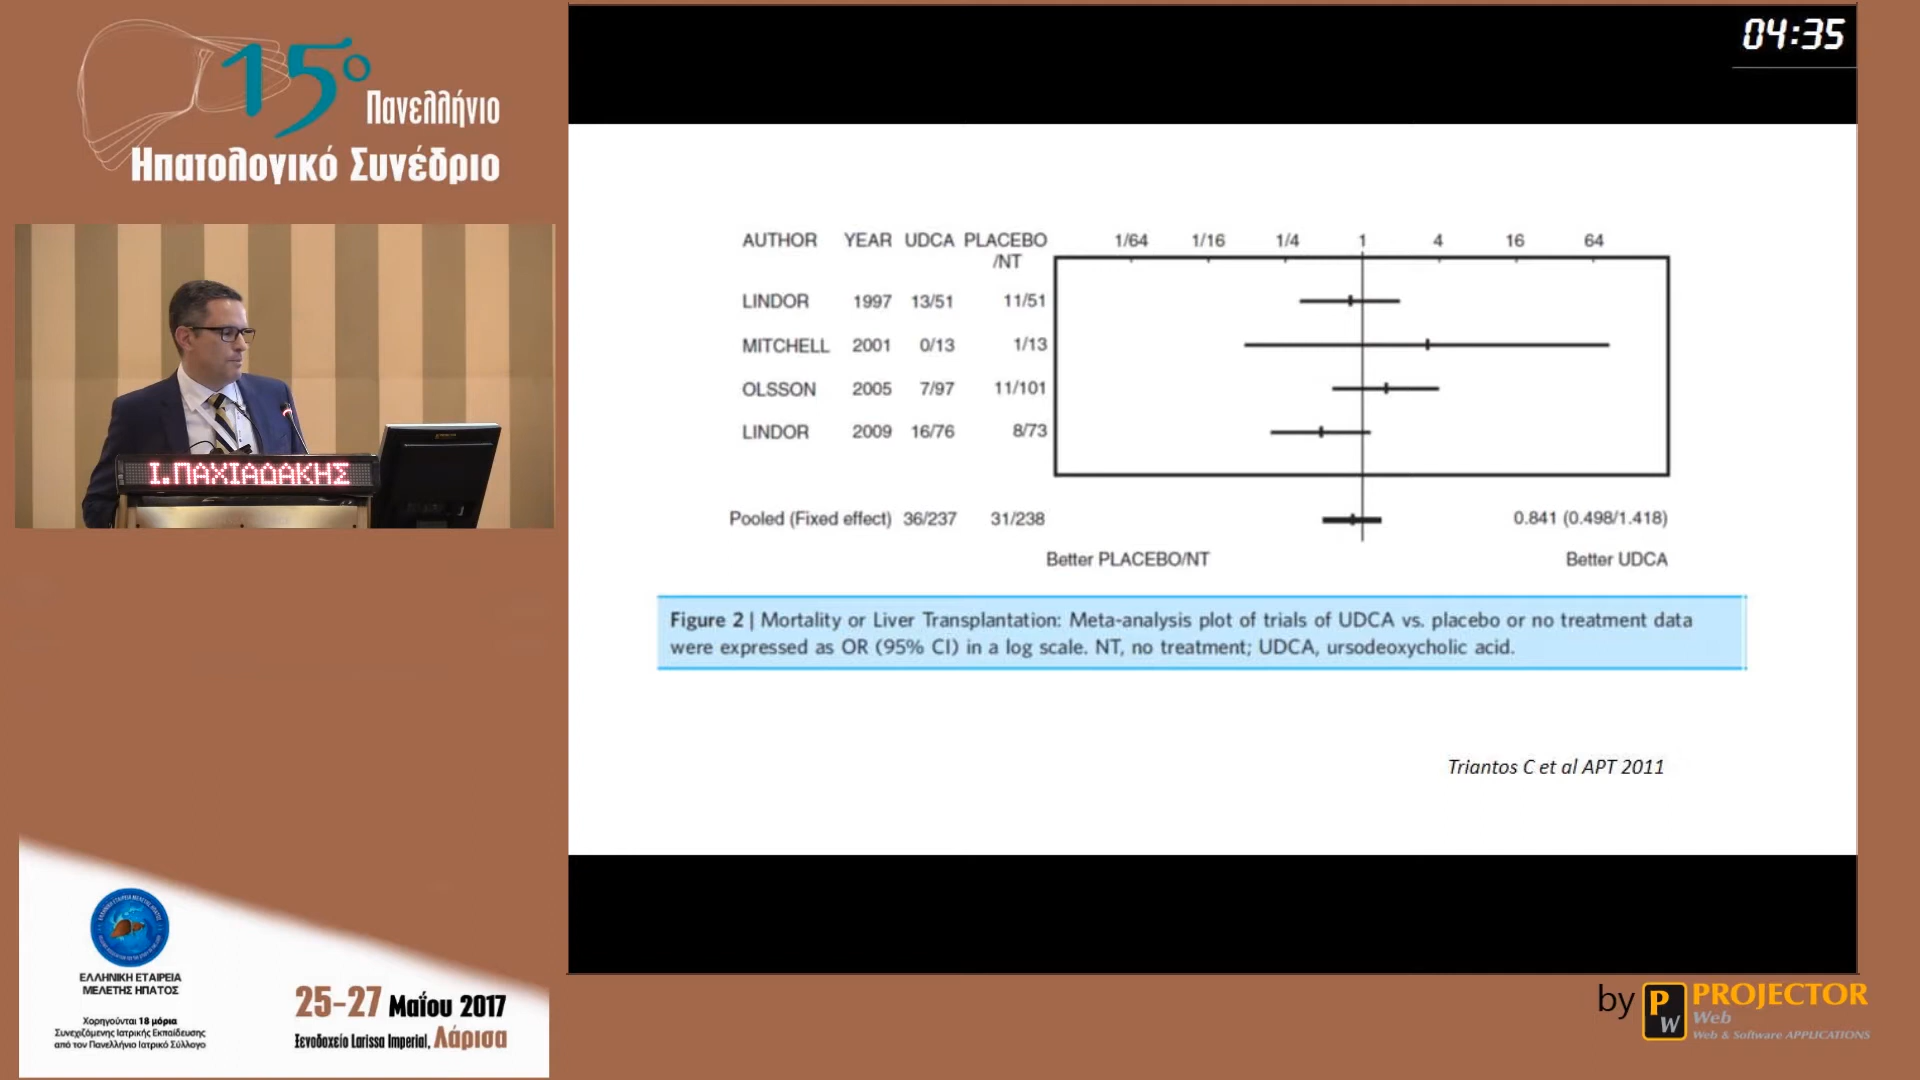 15ο Πανελλήνιο
Ηπατολογικό Συνέδριο
Ι.ΠΑΧΙΑΔΑΚΗΣ
ΕΛΛΗΝΙΚΗ ΕΤΑΙΡΕΙΑ
ΜΕΛΕΤΗΣ ΗΠΑΤΟΣ
Χορηγούνται 18 μόρια
Συνεχιζόμενης Ιατρικής Εκπαίδευσης
από τον Πανελλήνιο Ιατρικό Σύλλογο
25-27 Μαΐου 2017
Ξενοδοχείο Larissa Imperial, Λάρισα
04:35
AUTHOR YEAR UDCA PLACEBO /NT 1/64 1/16 1/4 1 4 16 64
LINDOR 1997 13/51 11/51
MITCHELL 2001 0/13 1/13
OLSSON 2005 7/97 11/101
LINDOR 2009 16/76 8/73
Pooled (Fixed effect) 36/237 31/238 0.841 (0.498/1.418)
Better PLACEBO/NT Better UDCA
Figure 2 | Mortality or Liver Transplantation: Meta-analysis plot of trials of UDCA vs. placebo or no treatment data
were expressed as OR (95% CI) in a log scale. NT, no treatment; UDCA, ursodeoxycholic acid.
Triantos C et al APT 2011
by PW PROJECTOR
Web
Web & Software APPLICATIONS